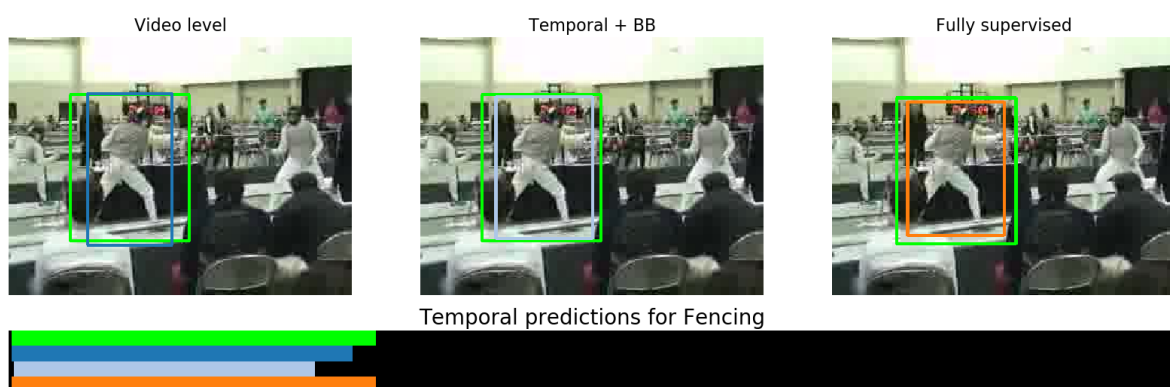 Video level
Temporal + BB
Fully supervised
Temporal predictions for Fencing